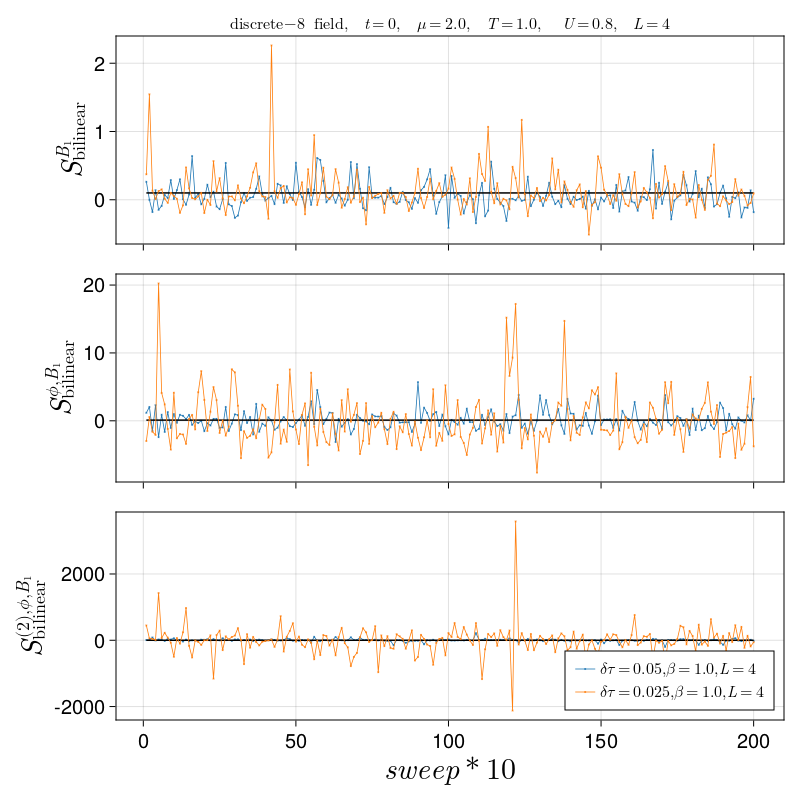 discrete−8 field, t=0, μ=2.0, T=1.0, U=0.8, L=4
S^{B_1}_{bilinear}
2
1
0
S^{ϕ,B_1}_{bilinear}
20
10
0
S^{(2),ϕ,B_1}_{bilinear}
2000
0
-2000
δτ=0.05,β=1.0,L=4
δτ=0.025,β=1.0,L=4
0 50 100 150 200
sweep * 10